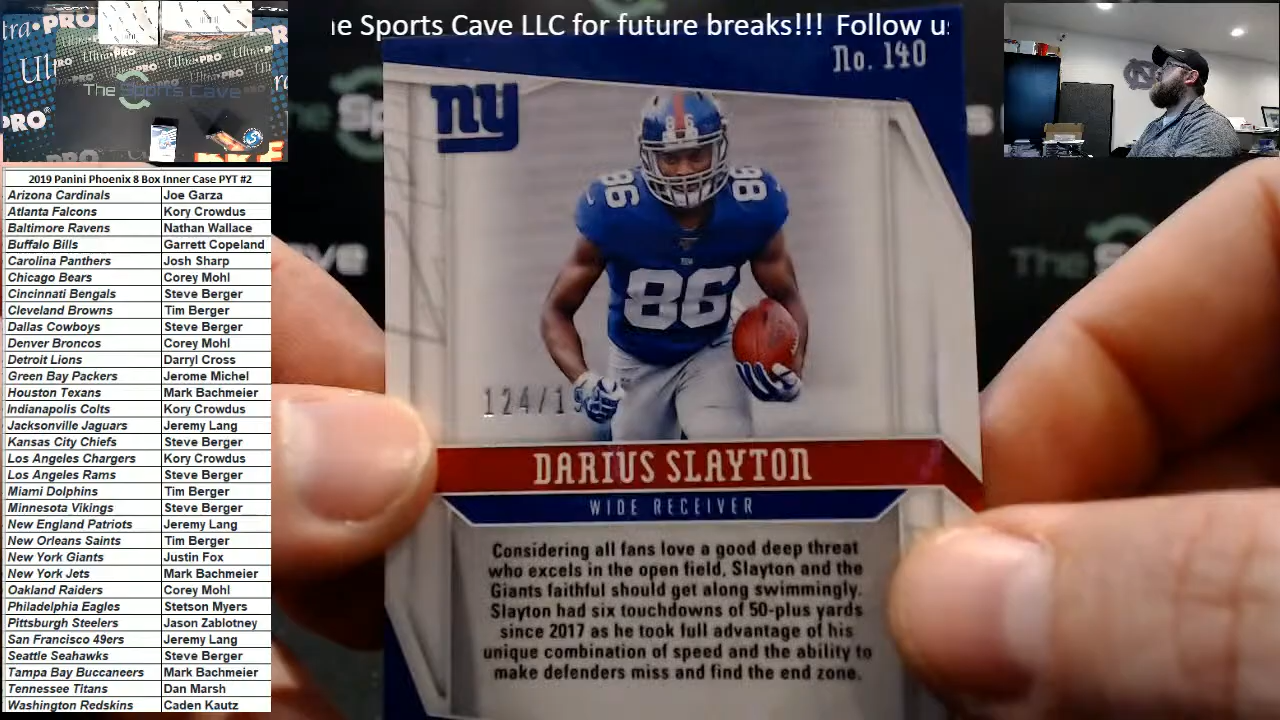 he Sports Cave LLC for future breaks!!! Follow us
The Sports Cave
PRO
2019 Panini Phoenix 8 Box Inner Case PYT #2
Arizona Cardinals Joe Garza
Atlanta Falcons Kory Crowdus
Baltimore Ravens Nathan Wallace
Buffalo Bills Garrett Copeland
Carolina Panthers Josh Sharp
Chicago Bears Corey Mohl
Cincinnati Bengals Steve Berger
Cleveland Browns Tim Berger
Dallas Cowboys Steve Berger
Denver Broncos Corey Mohl
Detroit Lions Darryl Cross
Green Bay Packers Jerome Michel
Houston Texans Mark Bachmeier
Indianapolis Colts Kory Crowdus
Jacksonville Jaguars Jeremy Lang
Kansas City Chiefs Steve Berger
Los Angeles Chargers Kory Crowdus
Los Angeles Rams Steve Berger
Miami Dolphins Tim Berger
Minnesota Vikings Steve Berger
New England Patriots Jeremy Lang
New Orleans Saints Tim Berger
New York Giants Justin Fox
New York Jets Mark Bachmeier
Oakland Raiders Corey Mohl
Philadelphia Eagles Stetson Myers
Pittsburgh Steelers Jason Zablotney
San Francisco 49ers Jeremy Lang
Seattle Seahawks Steve Berger
Tampa Bay Buccaneers Mark Bachmeier
Tennessee Titans Dan Marsh
Washington Redskins Caden Kautz
No. 140
ny
86
86 86
86
DARIUS SLAYTON
WIDE RECEIVER
Considering all fans love a good deep threat
who excels in the open field, Slayton and the
Giants faithful should get along swimmingly.
Slayton had six touchdowns of 50-plus yards
since 2017 as he took full advantage of his
unique combination of speed and the ability to
make defenders miss and find the end zone.